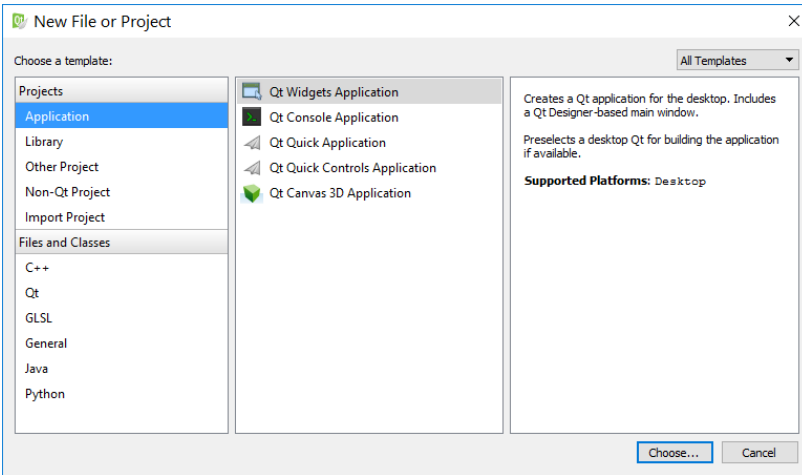 New File or Project
Choose a template:
All Templates
Projects
Application
Library
Other Project
Non-Qt Project
Import Project
Files and Classes
C++
Qt
GLSL
General
Java
Python
Qt Widgets Application
Qt Console Application
Qt Quick Application
Qt Quick Controls Application
Qt Canvas 3D Application
Creates a Qt application for the desktop. Includes
a Qt Designer-based main window.
Preselects a desktop Qt for building the application
if available.
Supported Platforms: Desktop
Choose...
Cancel